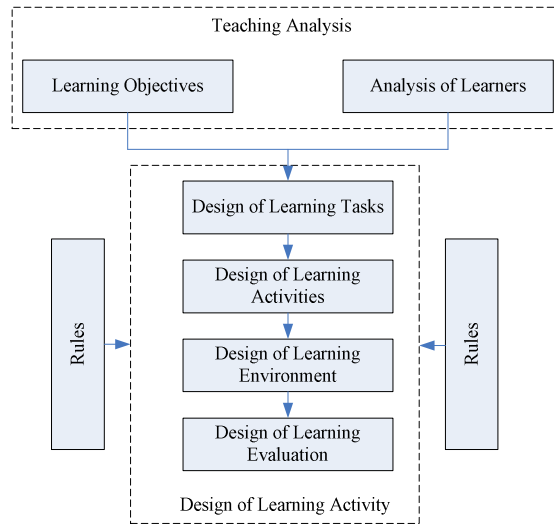 Teaching Analysis
Learning Objectives
Analysis of Learners
Design of Learning Tasks
Design of Learning
Activities
Rules
Rules
Design of Learning
Environment
Design of Learning
Evaluation
Design of Learning Activity